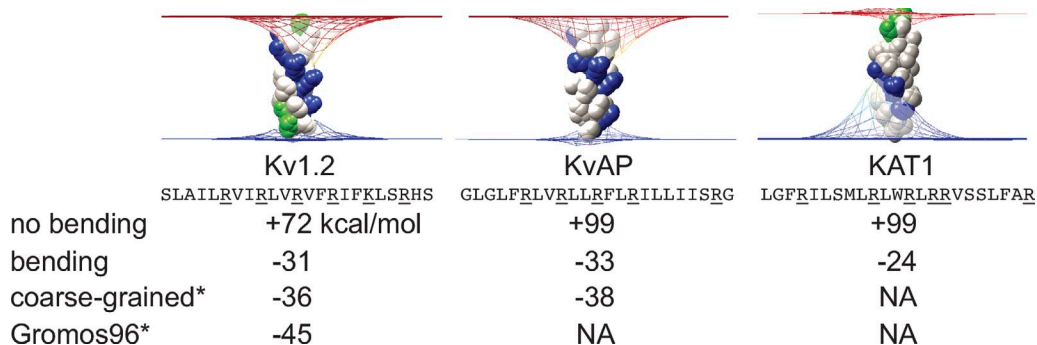 Kv1.2 KvAP KAT1
SLAILRVIRLVRVFRIFKLSRHS GLGLFRLVRLLRFLRILLIISRG LGFRILSMLRLWRLRRVSSLFAR
no bending +72 kcal/mol +99 +99
bending -31 -33 -24
coarse-grained* -36 -38 NA
Gromos96* -45 NA NA